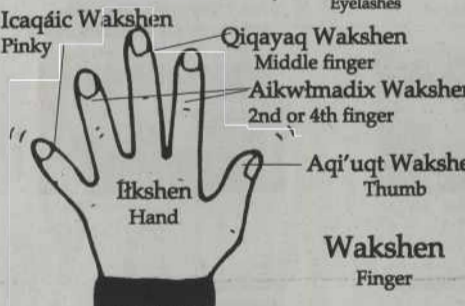 Eyelashes
Icaqáic Wakshen
Pinky
Qiqayaq Wakshen
Middle finger
Aikwłmadix Wakshen
2nd or 4th finger
Aqi'uqt Wakshe
Thumb
Íłkshen
Hand
Wakshen
Finger